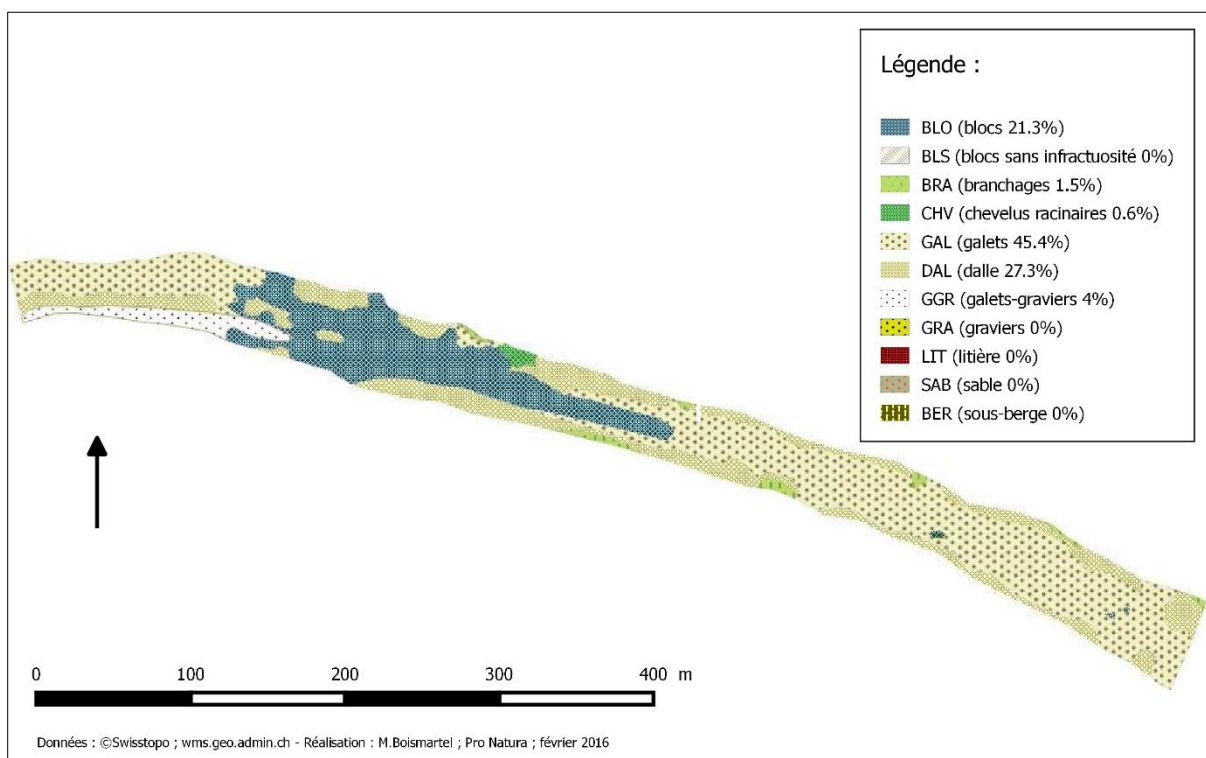 Légende :
BLO (blocs 21.3%)
BLS (blocs sans infractuosité 0%)
BRA (branchages 1.5%)
CHV (chevelus racinaires 0.6%)
GAL (galets 45.4%)
DAL (dalle 27.3%)
GGR (galets-graviers 4%)
GRA (graviers 0%)
LIT (litière 0%)
SAB (sable 0%)
BER (sous-berge 0%)
0 100 200 300 400 m
Données : ©Swisstopo ; wms.geo.admin.ch - Réalisation : M.Boismartel ; Pro Natura ; février 2016